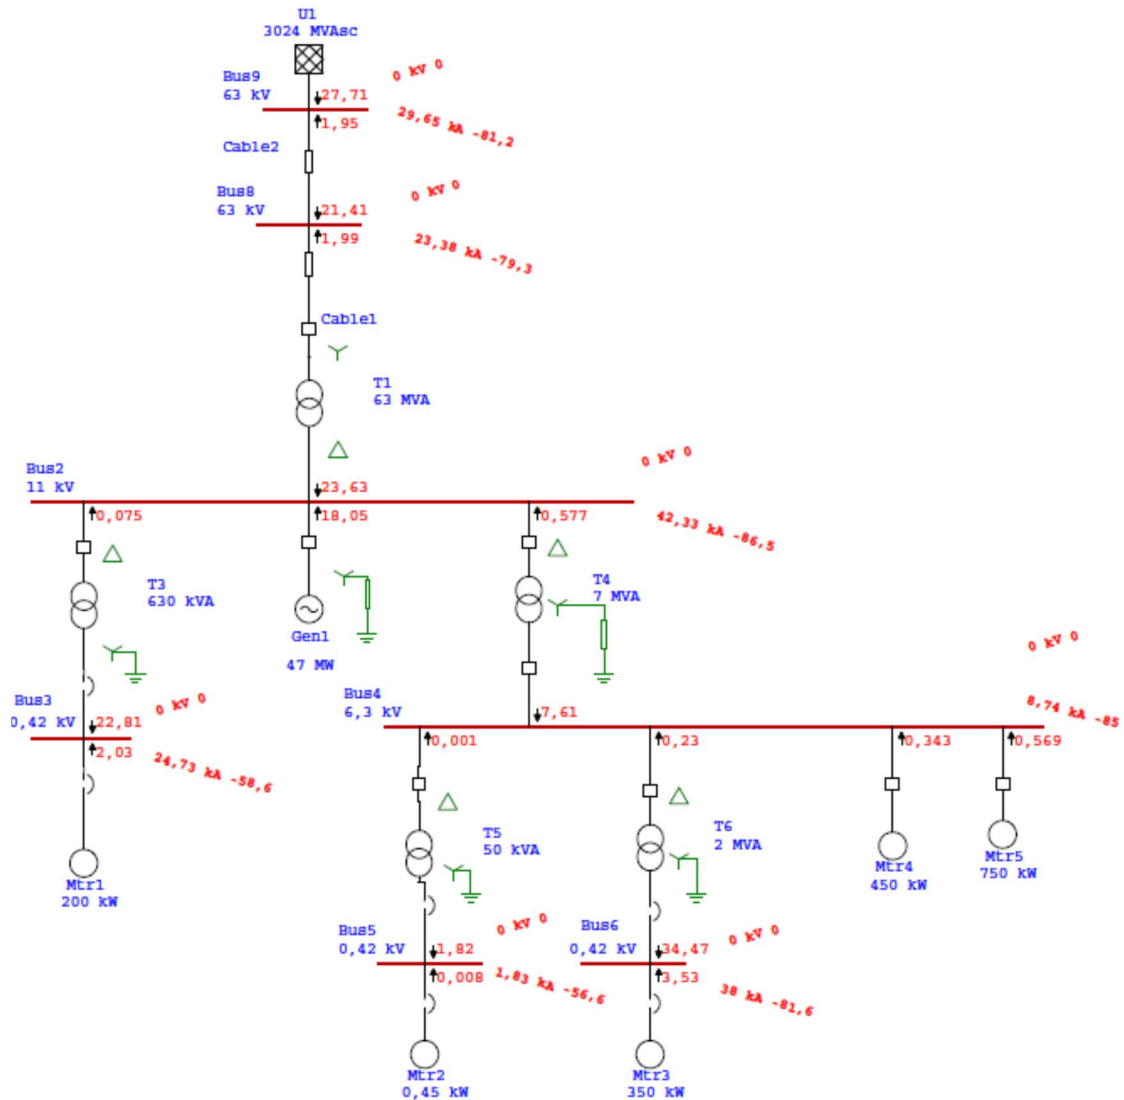 U1
3024 MVAsc
0 kV 0
Bus9
63 kV
27,71
29,65 kA -81,2
1,95
Cable2
0 kV 0
Bus8
63 kV
21,41
23,38 kA -79,3
1,99
Cable1
T1
63 MVA
0 kV 0
Bus2
11 kV
23,63
0,075
18,05
0,577
42,33 kA -86,5
T3
630 kVA
T4
7 MVA
Gen1
47 MW
0 kV 0
Bus3
0,42 kV
22,81
0 kV 0
2,03
24,73 kA -58,6
Bus4
6,3 kV
7,61
8,74 kA -85
0,001
0,23
0,343
0,569
T5
50 kVA
T6
2 MVA
Mtr1
200 kW
Mtr4
450 kW
Mtr5
750 kW
Bus5
0,42 kV
1,82
0 kV 0
0,008
1,83 kA -56,6
Bus6
0,42 kV
34,47
0 kV 0
3,53
38 kA -81,6
Mtr2
0,45 kW
Mtr3
350 kW